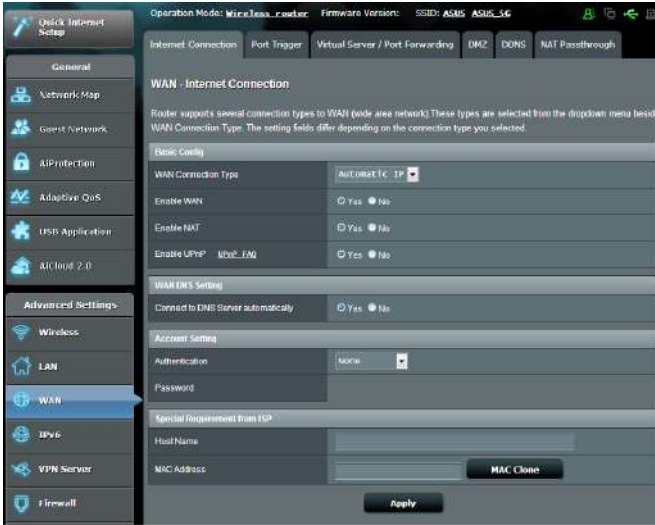 Quick Internet
Setup
Operation Mode: Wireless router Firmware Version: SSID: ASUS ASUS_5G
Internet Connection Port Trigger Virtual Server / Port Forwarding DMZ DDNS NAT Passthrough
General
Network Map
Guest Network
AiProtection
Adaptive QoS
USB Application
AiCloud 2.0
Advanced Settings
Wireless
LAN
WAN
IPv6
VPN Server
Firewall
WAN - Internet Connection
Router supports several connection types to WAN (wide area network).These types are selected from the dropdown menu besid
WAN Connection Type. The setting fields differ depending on the connection type you selected.
Basic Config
WAN Connection Type Automatic IP
Enable WAN Yes No
Enable NAT Yes No
Enable UPnP UPnP FAQ Yes No
WAN DNS Setting
Connect to DNS Server automatically Yes No
Account Setting
Authentication None
Password
Special Requirement from ISP
Host Name
MAC Address MAC Clone
Apply